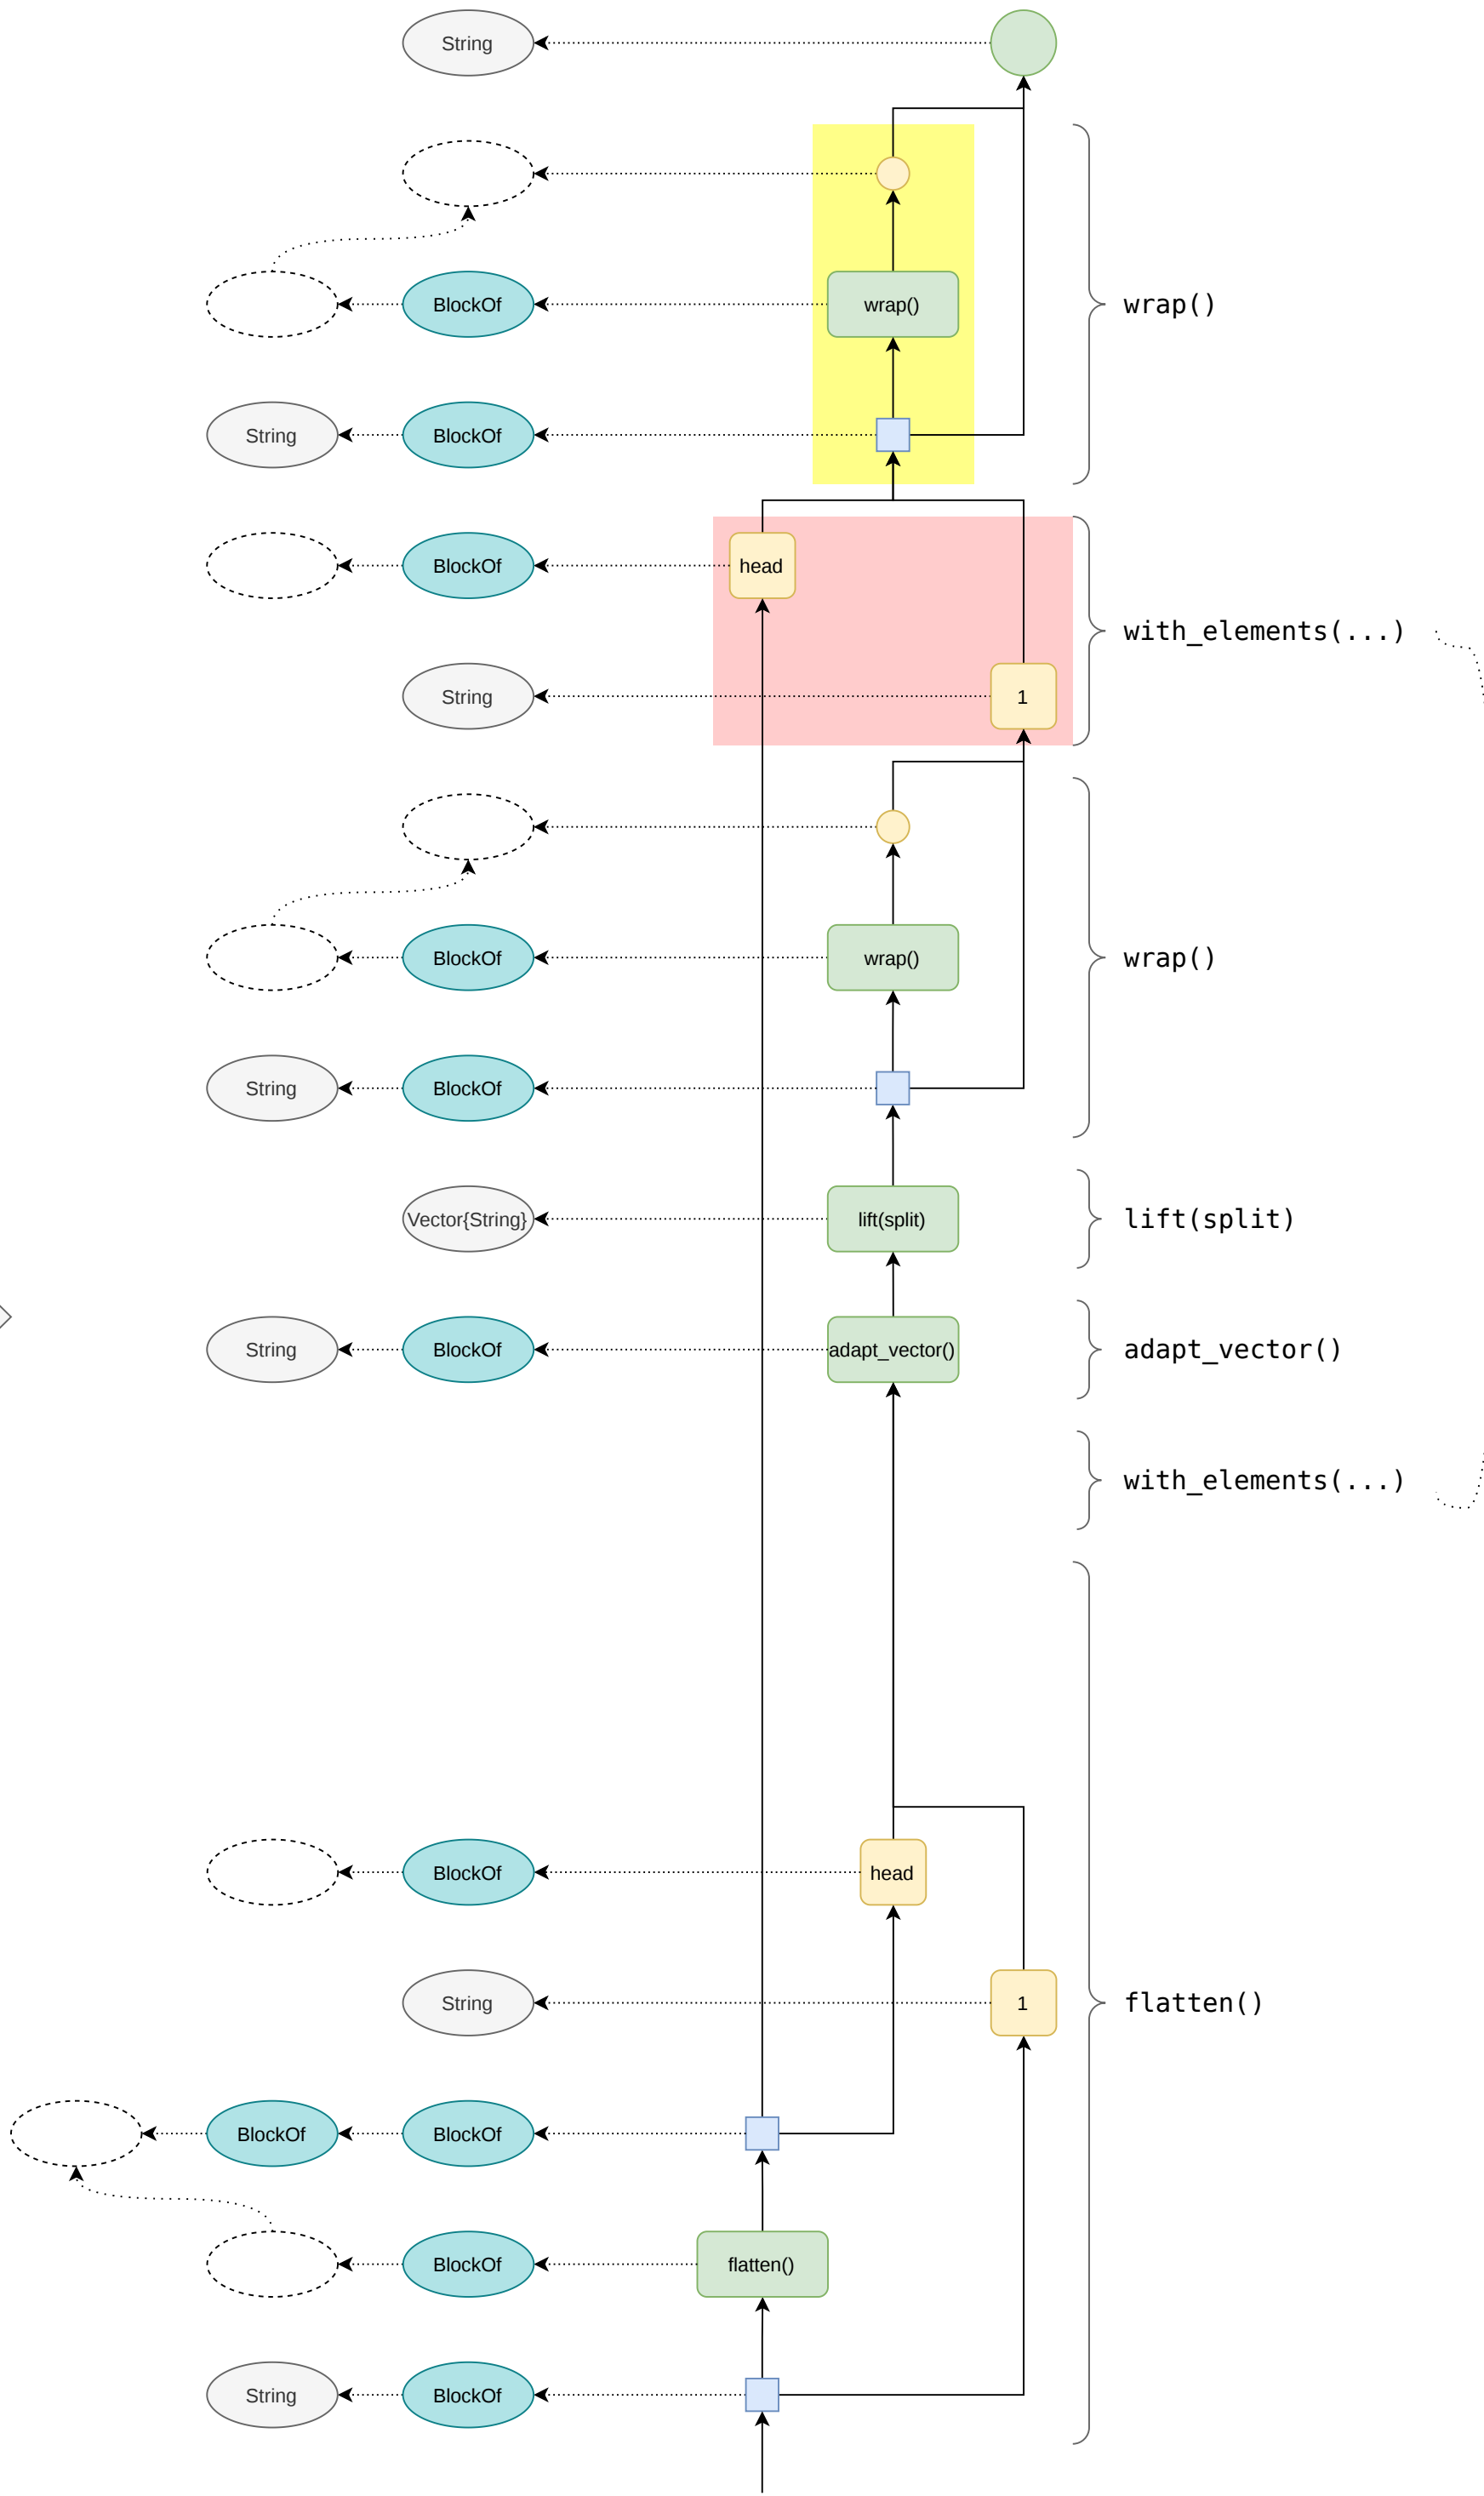 String
BlockOf
wrap()
wrap()
String
BlockOf
BlockOf
head
with_elements(...)
String
1
BlockOf
wrap()
wrap()
String
BlockOf
Vector{String}
lift(split)
lift(split)
String
BlockOf
adapt_vector()
adapt_vector()
with_elements(...)
BlockOf
head
String
1
flatten()
BlockOf
BlockOf
BlockOf
flatten()
String
BlockOf